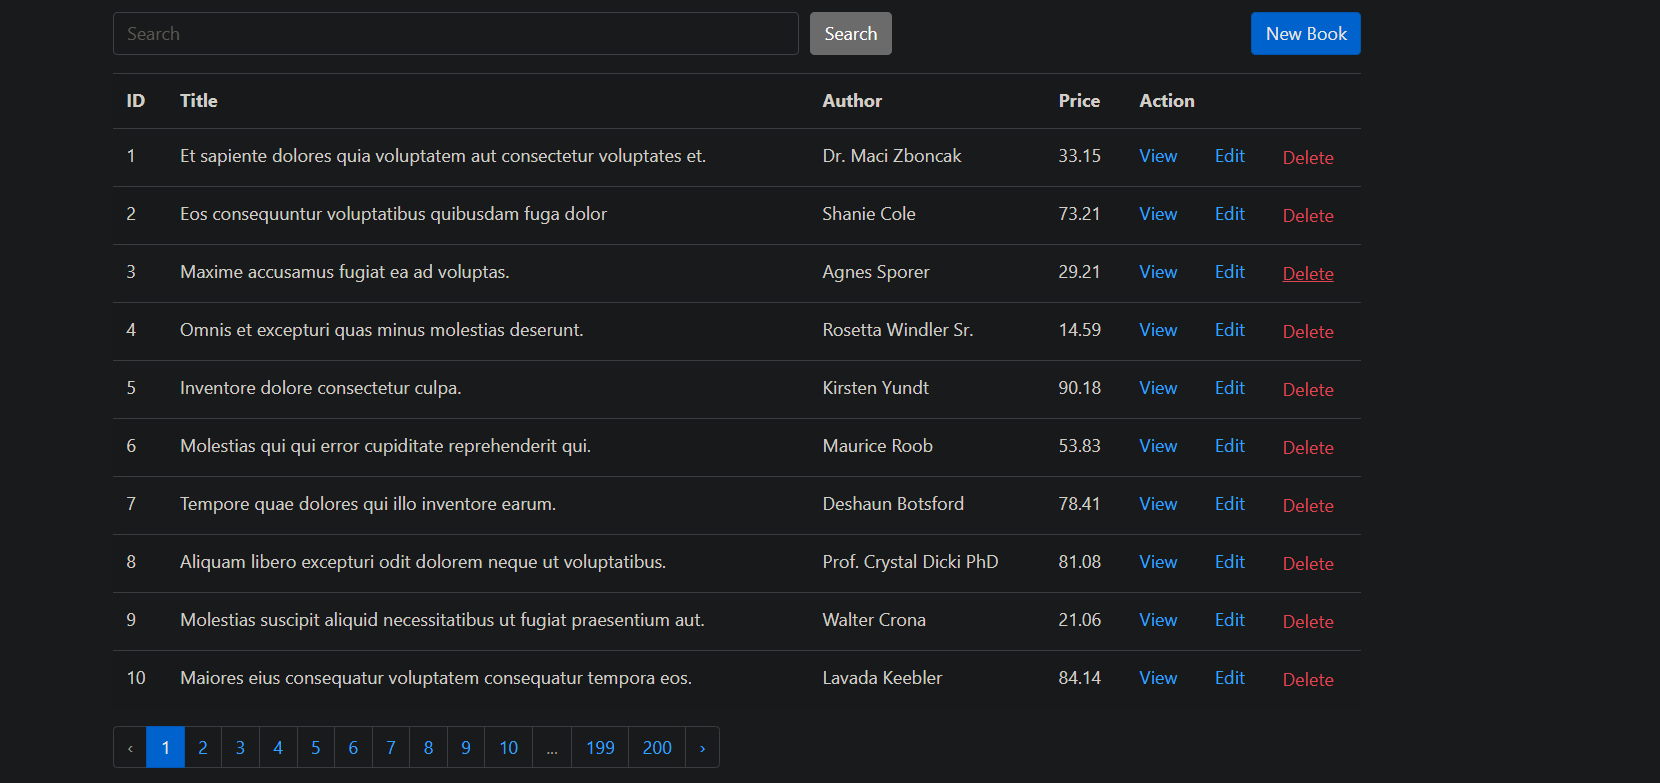 Search Search New Book
ID Title Author Price Action
1 Et sapiente dolores quia voluptatem aut consectetur voluptates et. Dr. Maci Zboncak 33.15 View Edit Delete
2 Eos consequuntur voluptatibus quibusdam fuga dolor Shanie Cole 73.21 View Edit Delete
3 Maxime accusamus fugiat ea ad voluptas. Agnes Sporer 29.21 View Edit Delete
4 Omnis et excepturi quas minus molestias deserunt. Rosetta Windler Sr. 14.59 View Edit Delete
5 Inventore dolore consectetur culpa. Kirsten Yundt 90.18 View Edit Delete
6 Molestias qui qui error cupiditate reprehenderit qui. Maurice Roob 53.83 View Edit Delete
7 Tempore quae dolores qui illo inventore earum. Deshaun Botsford 78.41 View Edit Delete
8 Aliquam libero excepturi odit dolorem neque ut voluptatibus. Prof. Crystal Dicki PhD 81.08 View Edit Delete
9 Molestias suscipit aliquid necessitatibus ut fugiat praesentium aut. Walter Crona 21.06 View Edit Delete
10 Maiores eius consequatur voluptatem consequatur tempora eos. Lavada Keebler 84.14 View Edit Delete
‹ 1 2 3 4 5 6 7 8 9 10 ... 199 200 ›